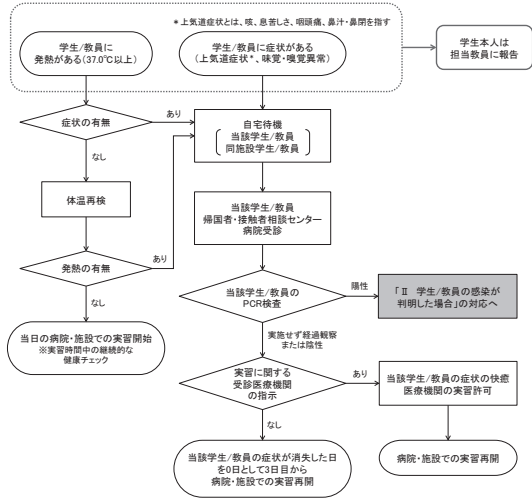 ＊上気道症状とは、咳、息苦しさ、咽頭痛、鼻汁・鼻閉を指す
学生/教員に
発熱がある(37.0℃以上)
学生/教員に症状がある
(上気道症状*、味覚・嗅覚異常)
学生本人は
担当教員に報告
症状の有無
あり
なし
自宅待機
当該学生/教員
同施設学生/教員
体温再検
当該学生/教員
帰国者・接触者相談センター
病院受診
発熱の有無
あり
なし
当該学生/教員の
PCR検査
陽性
「Ⅱ 学生/教員の感染が
判明した場合」の対応へ
当日の病院・施設での実習開始
※実習時間中の継続的な
健康チェック
実施せず経過観察
または陰性
実習に関する
受診医療機関
の指示
あり
なし
当該学生/教員の症状の快癒
医療機関の実習許可
当該学生/教員の症状が消失した日
を0日として3日目から
病院・施設での実習再開
病院・施設での実習再開